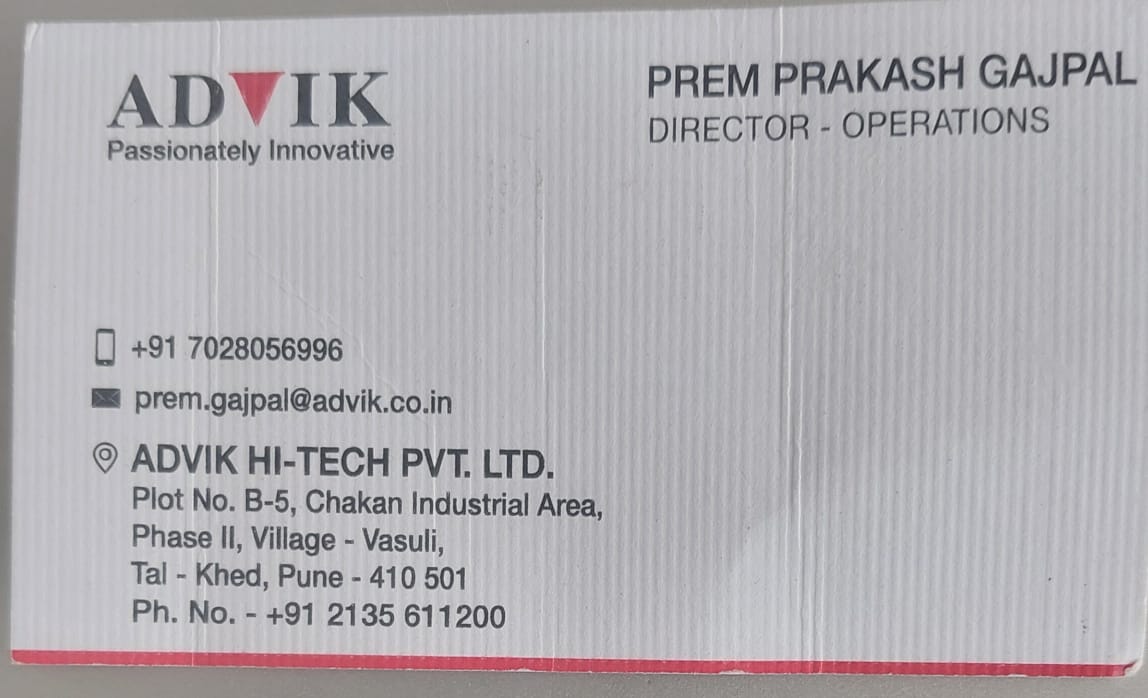 ADVIK
Passionately Innovative
PREM PRAKASH GAJPAL
DIRECTOR - OPERATIONS
+91 7028056996
prem.gajpal@advik.co.in
ADVIK HI-TECH PVT. LTD.
Plot No. B-5, Chakan Industrial Area,
Phase II, Village - Vasuli,
Tal - Khed, Pune - 410 501
Ph. No. - +91 2135 611200